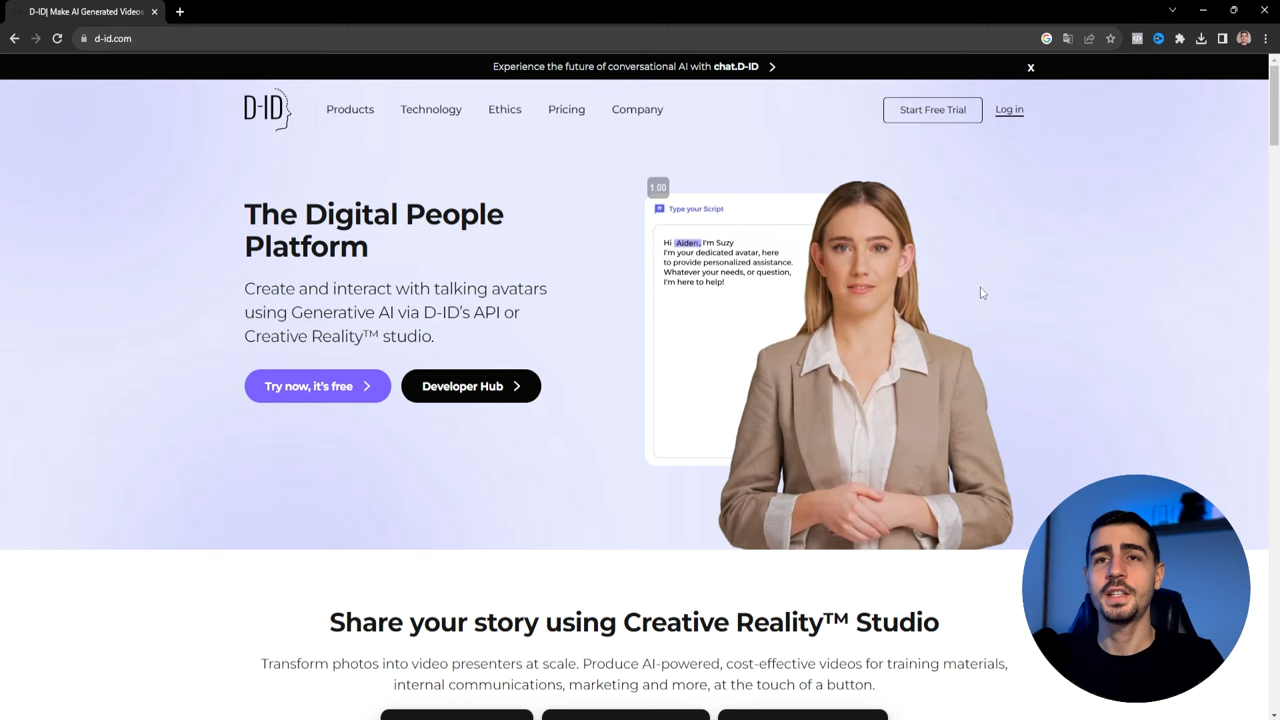 D-ID| Make AI Generated Videos
d-id.com
Experience the future of conversational AI with chat.D-ID
X
D-ID
Products Technology Ethics Pricing Company Start Free Trial Log in
The Digital People
Platform
Create and interact with talking avatars
using Generative AI via D-ID's API or
Creative Reality™ studio.
Try now, it's free
Developer Hub
1.00
Type your Script
Hi Aiden, I'm Suzy
I'm your dedicated avatar, here
to provide personalized assistance.
Whatever your needs, or question,
I'm here to help!
Share your story using Creative Reality™ Studio
Transform photos into video presenters at scale. Produce AI-powered, cost-effective videos for training materials,
internal communications, marketing and more, at the touch of a button.